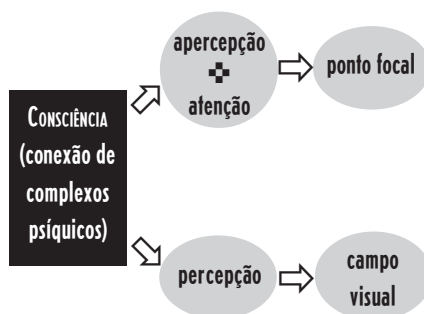 apercepção
✤
atenção
ponto focal
CONSCIÊNCIA
(conexão de
complexos
psíquicos)
percepção
campo
visual